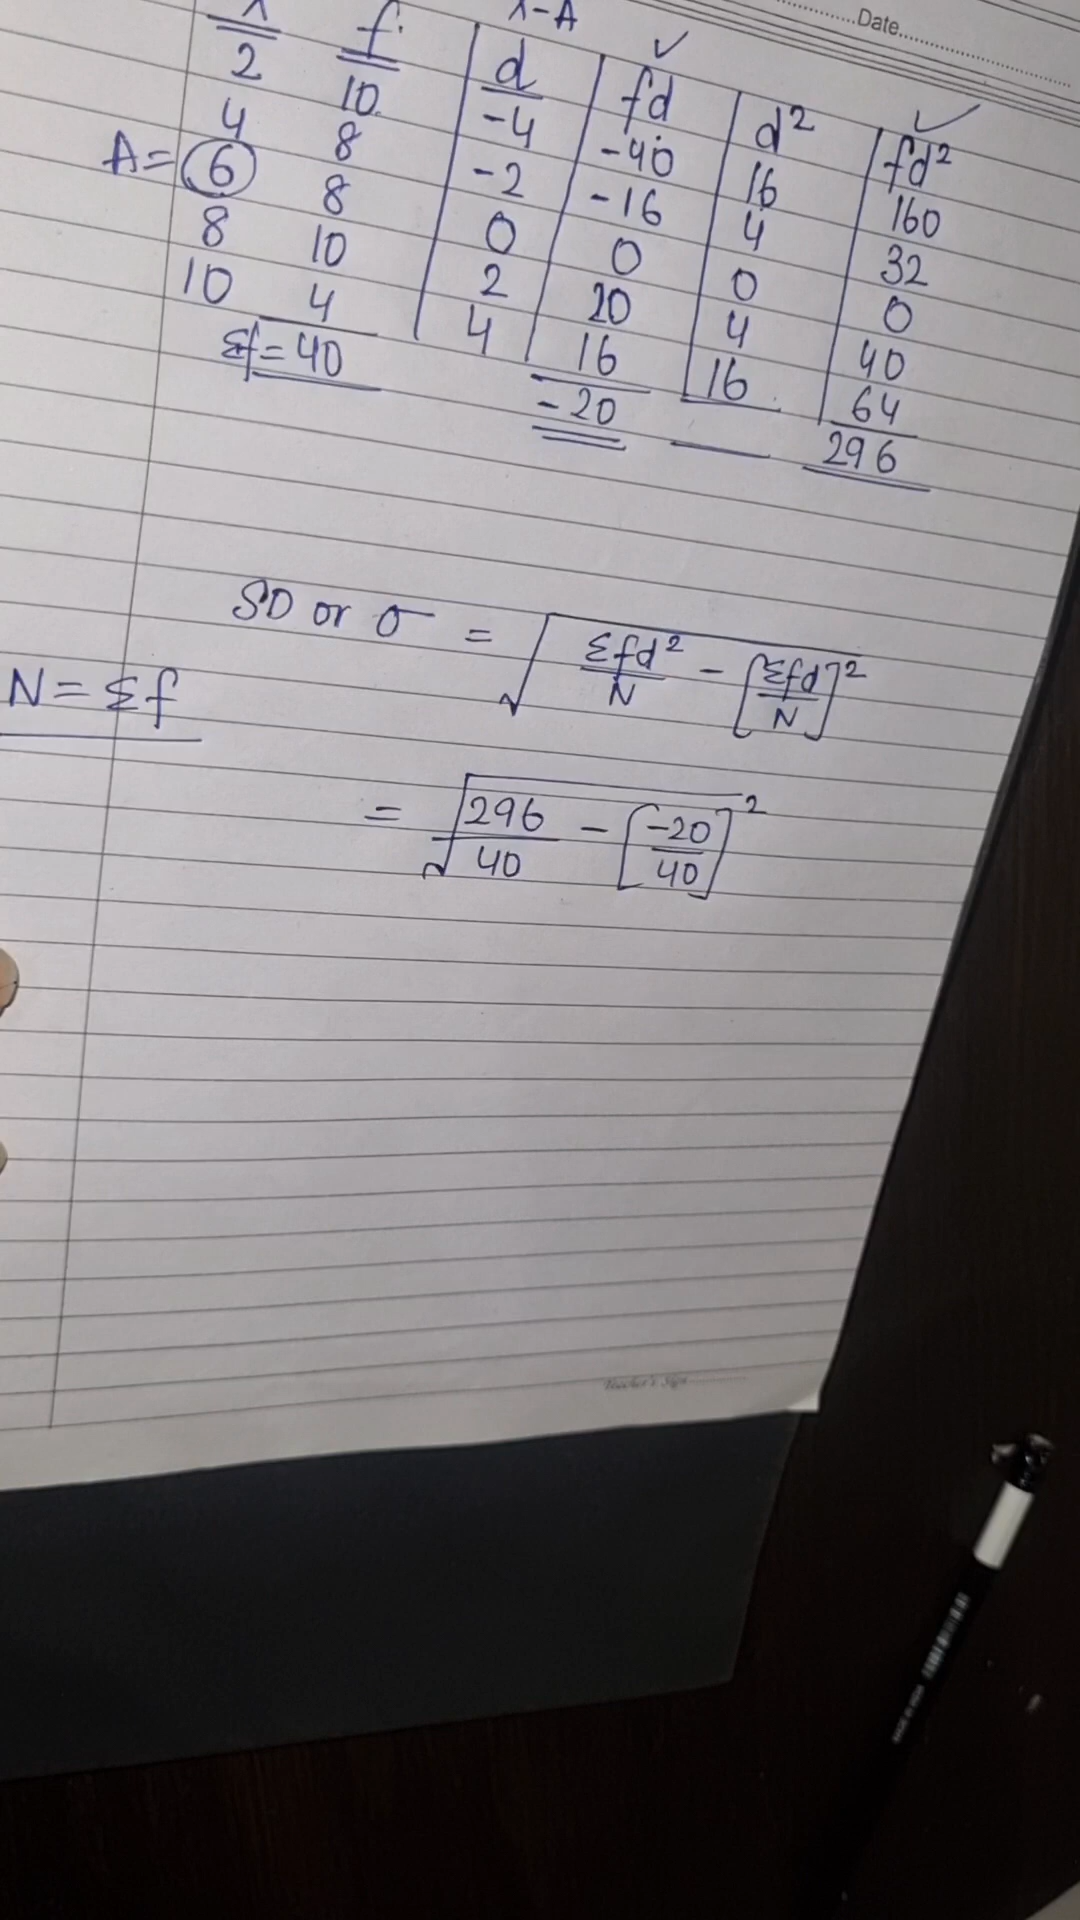 Date
X f X-A ✓ ✓
d fd d² fd²
2 10 -4 -40 16 160
4 8 -2 -16 4 32
A= 6 8 0 0 0 0
8 10 2 20 4 40
10 4 4 16 16 64
Σf = 40 -20 296
SD or σ = √ Σfd²/N - [Σfd/N]²
N = Σf
= √ 296/40 - [-20/40]²
Teacher's Sign